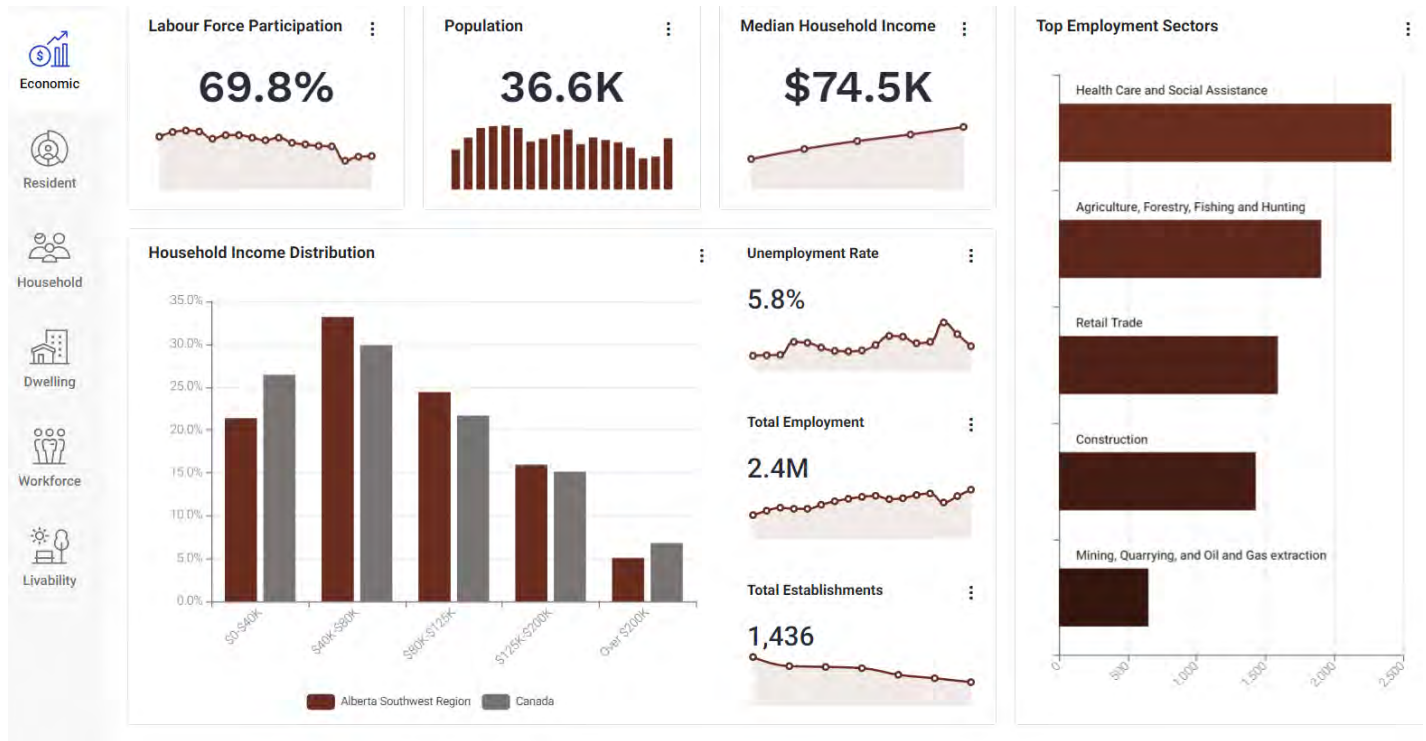 Economic
Resident
Household
Dwelling
Workforce
Livability
Labour Force Participation
69.8%
Population
36.6K
Median Household Income
$74.5K
Household Income Distribution
35.0%
30.0%
25.0%
20.0%
15.0%
10.0%
5.0%
0.0%
$0-$40K
$40K-$80K
$80K-$125K
$125K-$200K
Over $200K
Alberta Southwest Region
Canada
Unemployment Rate
5.8%
Total Employment
2.4M
Total Establishments
1,436
Top Employment Sectors
Health Care and Social Assistance
Agriculture, Forestry, Fishing and Hunting
Retail Trade
Construction
Mining, Quarrying, and Oil and Gas extraction
0
500
1,000
1,500
2,000
2,500